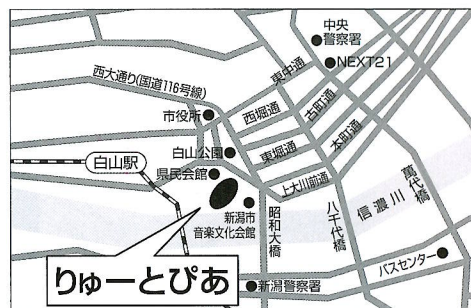 中央
警察署
NEXT21
西大通り(国道116号線)
東中通
市役所
西堀通
古町通
白山公園
東堀通
本町通
白山駅
県民会館
上大川前通
新潟市
音楽文化会館
昭和大橋
八千代橋
信濃川
萬代橋
りゅーとぴあ
新潟警察署
バスセンター